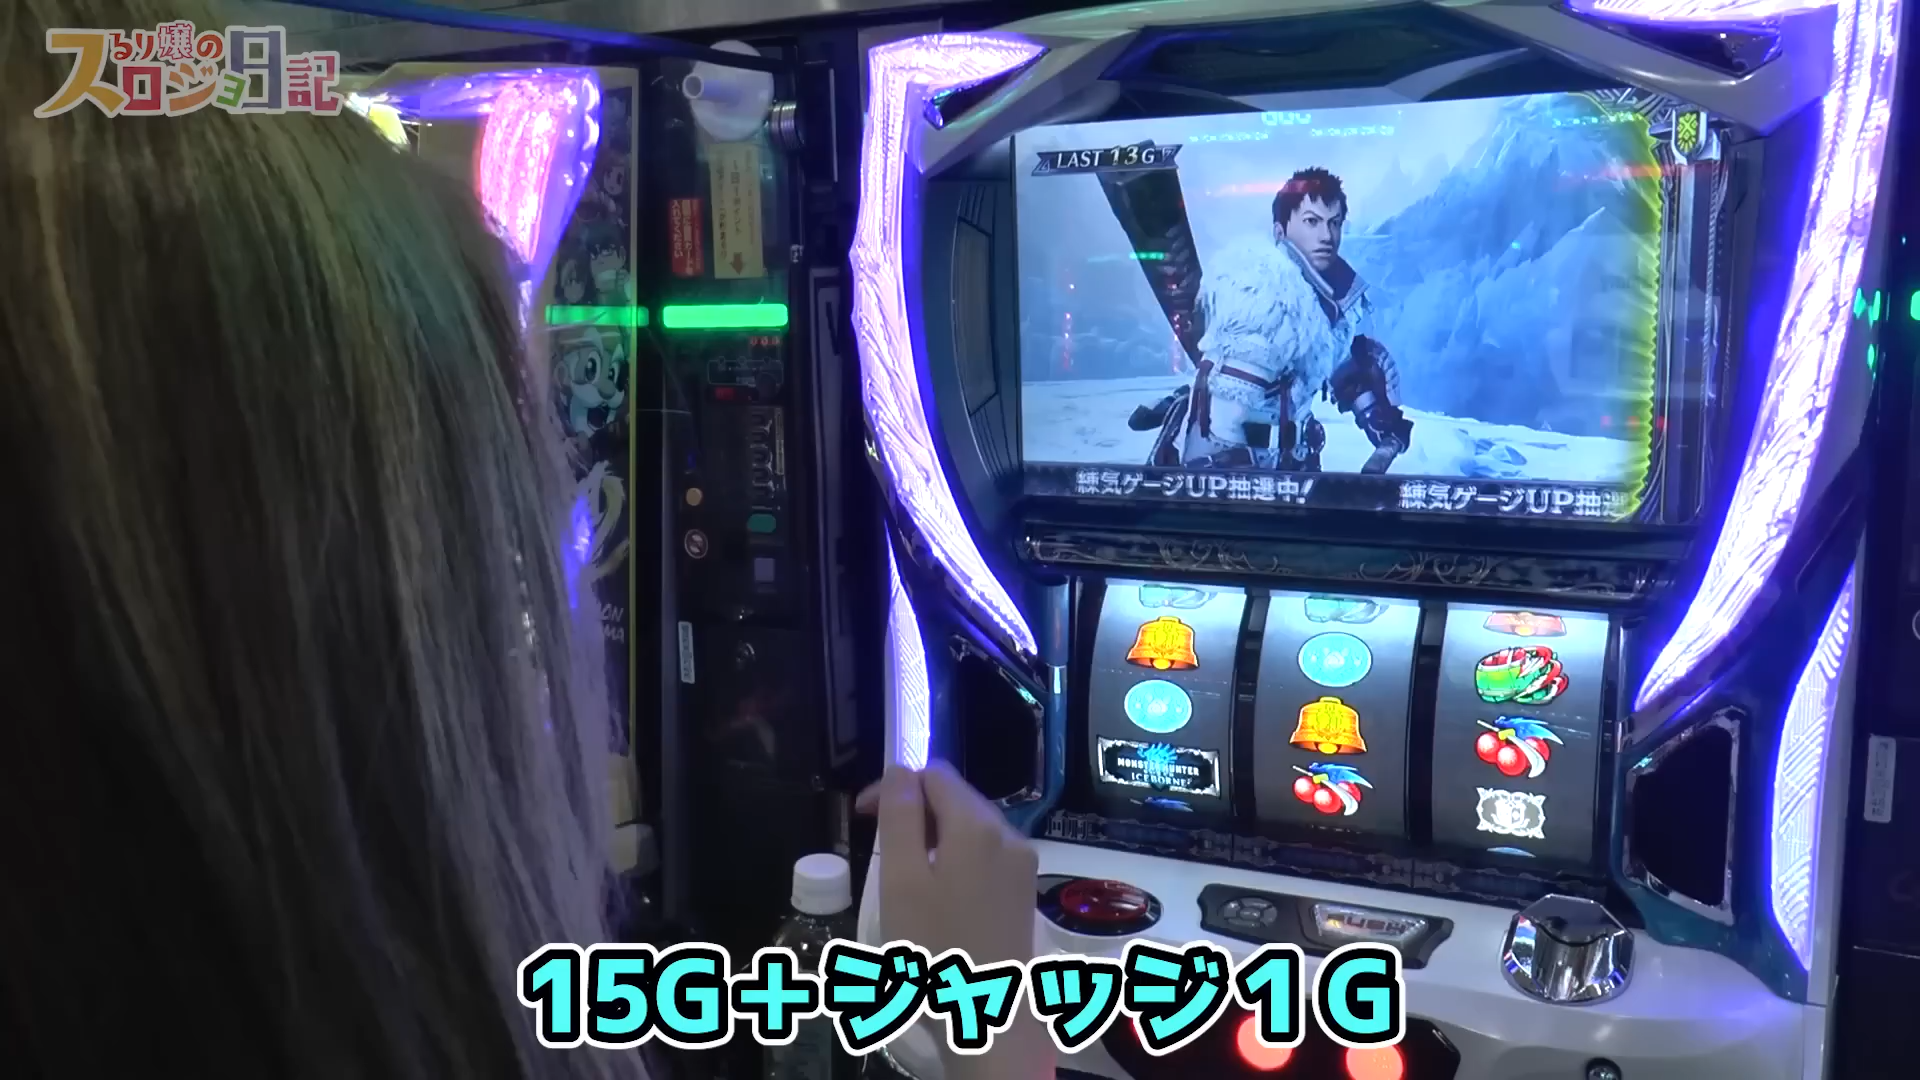 るり嬢の
スロジョ日記
LAST 13G
練気ゲージUP抽選中! 練気ゲージUP抽選
MONSTER HUNTER
ICEBORNE
PUSH
15G+ジャッジ1G